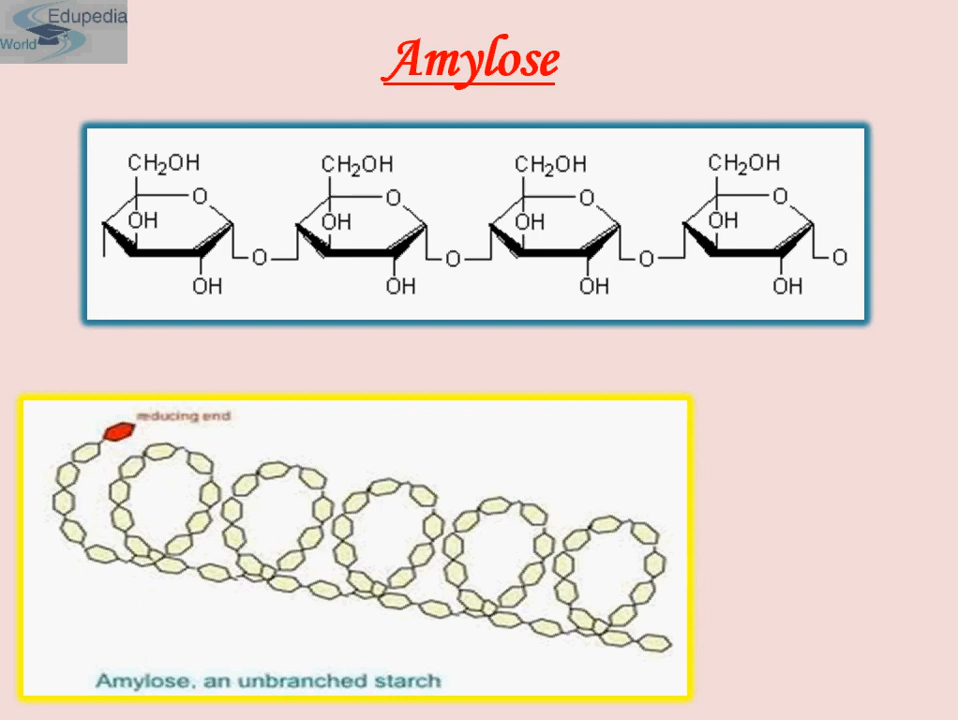 Edupedia
World
Amylose
CH2OH CH2OH CH2OH CH2OH
O O O O
OH OH OH OH
O O O O
OH OH OH OH
reducing end
Amylose, an unbranched starch